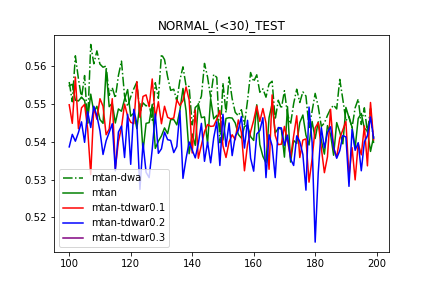 NORMAL_(<30)_TEST
0.56
0.55
0.54
0.53
0.52
mtan-dwa
mtan
mtan-tdwar0.1
mtan-tdwar0.2
mtan-tdwar0.3
100 120 140 160 180 200